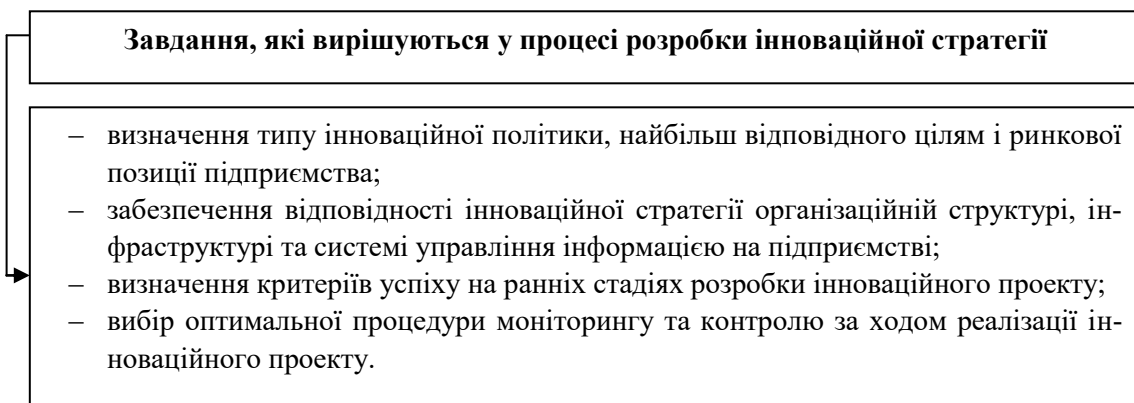 Завдання, які вирішуються у процесі розробки інноваційної стратегії
– визначення типу інноваційної політики, найбільш відповідного цілям і ринкової
позиції підприємства;
– забезпечення відповідності інноваційної стратегії організаційній структурі, ін-
фраструктурі та системі управління інформацією на підприємстві;
– визначення критеріїв успіху на ранніх стадіях розробки інноваційного проекту;
– вибір оптимальної процедури моніторингу та контролю за ходом реалізації ін-
новаційного проекту.